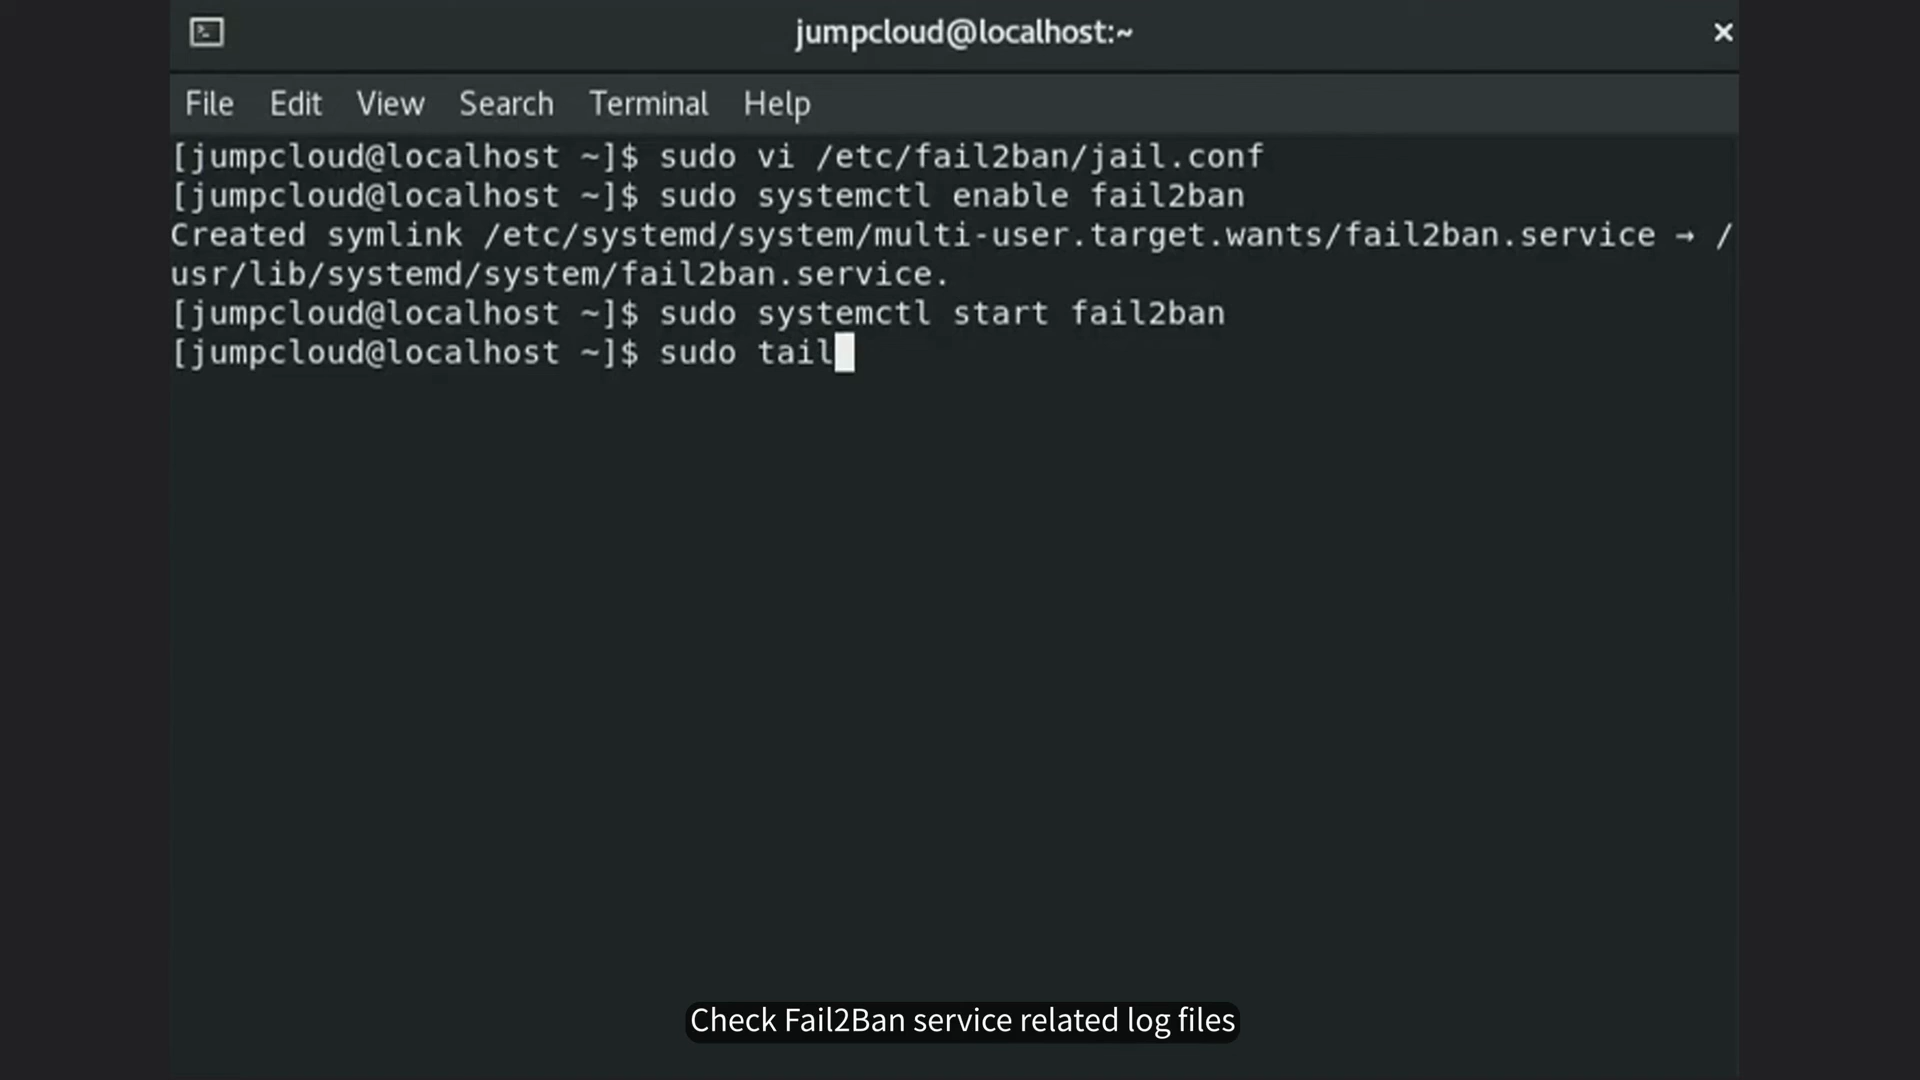 jumpcloud@localhost:~
File Edit View Search Terminal Help
[jumpcloud@localhost ~]$ sudo vi /etc/fail2ban/jail.conf
[jumpcloud@localhost ~]$ sudo systemctl enable fail2ban
Created symlink /etc/systemd/system/multi-user.target.wants/fail2ban.service → /
usr/lib/systemd/system/fail2ban.service.
[jumpcloud@localhost ~]$ sudo systemctl start fail2ban
[jumpcloud@localhost ~]$ sudo tail
Check Fail2Ban service related log files